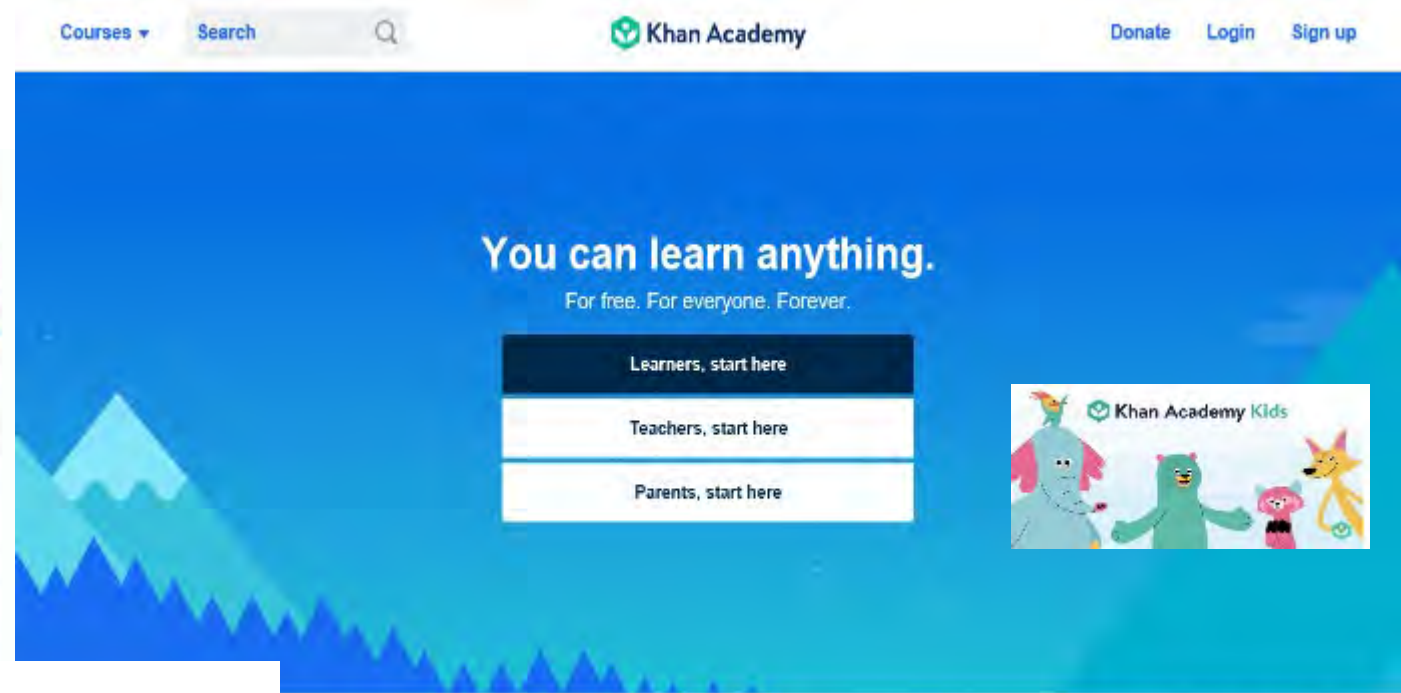 Courses
Search
Khan Academy
Donate
Login
Sign up
You can learn anything.
For free. For everyone. Forever.
Learners, start here
Teachers, start here
Parents, start here
Khan Academy Kids